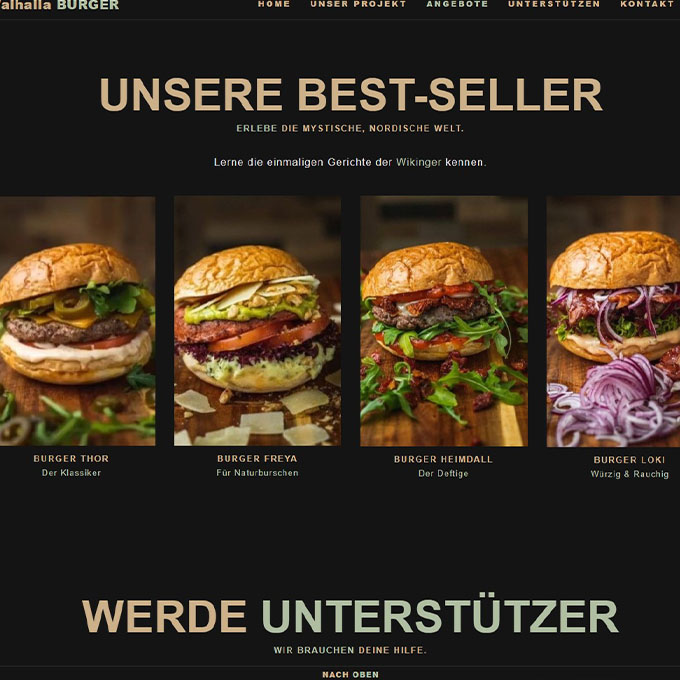 Valhalla BURGER
HOME UNSER PROJEKT ANGEBOTE UNTERSTÜTZEN KONTAKT
UNSERE BEST-SELLER
ERLEBE DIE MYSTISCHE, NORDISCHE WELT.
Lerne die einmaligen Gerichte der Wikinger kennen.
BURGER THOR BURGER FREYA BURGER HEIMDALL BURGER LOKI
Der Klassiker Für Naturburschen Der Deftige Würzig & Rauchig
WERDE UNTERSTÜTZER
WIR BRAUCHEN DEINE HILFE.
NACH OBEN